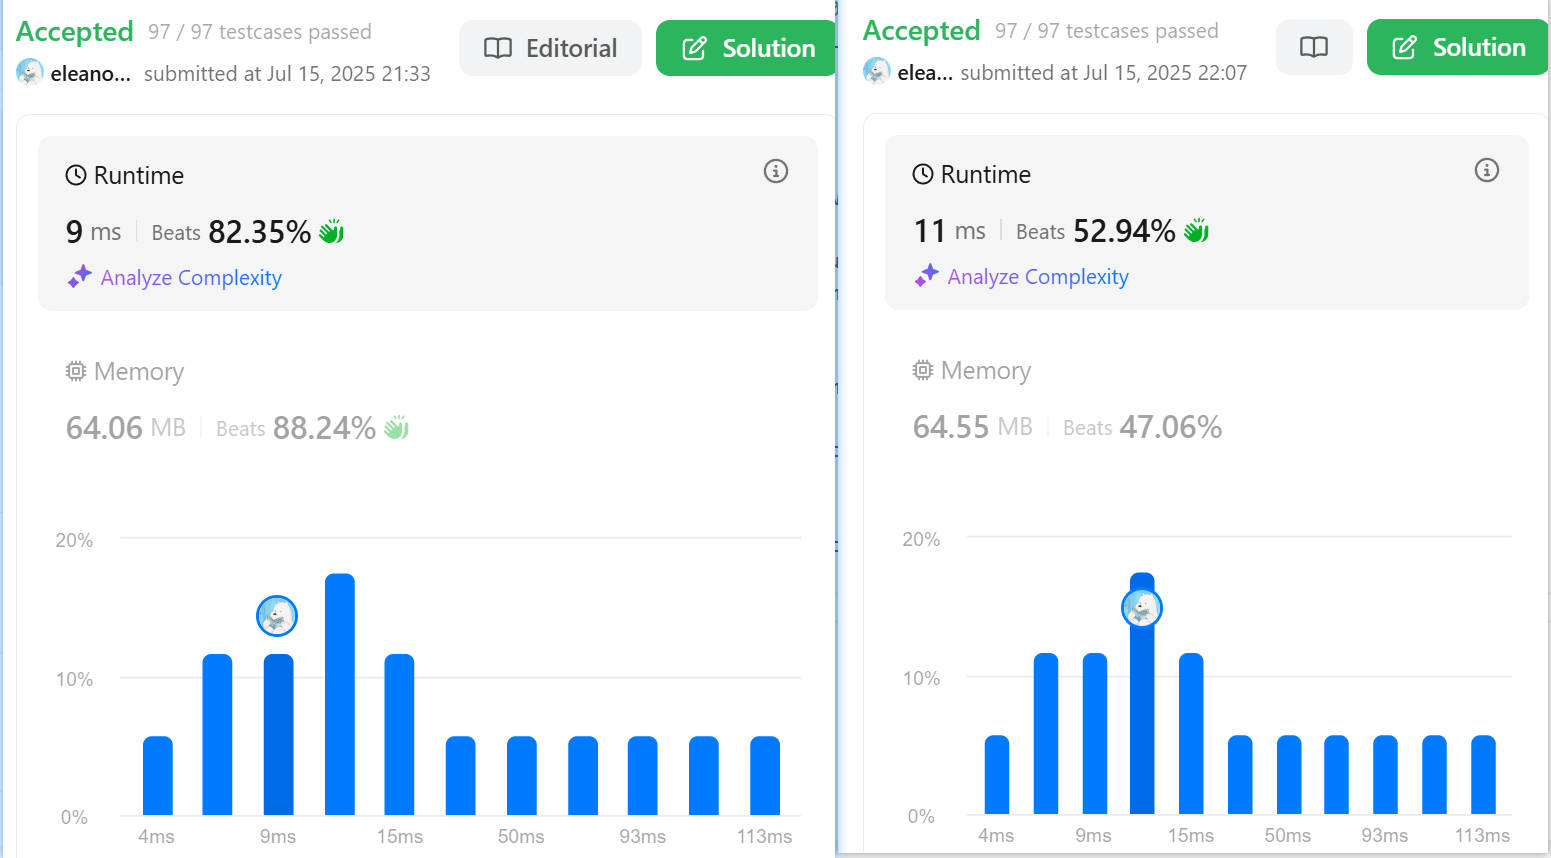 Accepted 97 / 97 testcases passed
Editorial
Solution
eleano... submitted at Jul 15, 2025 21:33
Runtime
9 ms Beats 82.35%
Analyze Complexity
Memory
64.06 MB Beats 88.24%
20%
10%
0%
4ms 9ms 15ms 50ms 93ms 113ms
Accepted 97 / 97 testcases passed
Solution
elea... submitted at Jul 15, 2025 22:07
Runtime
11 ms Beats 52.94%
Analyze Complexity
Memory
64.55 MB Beats 47.06%
20%
10%
0%
4ms 9ms 15ms 50ms 93ms 113ms